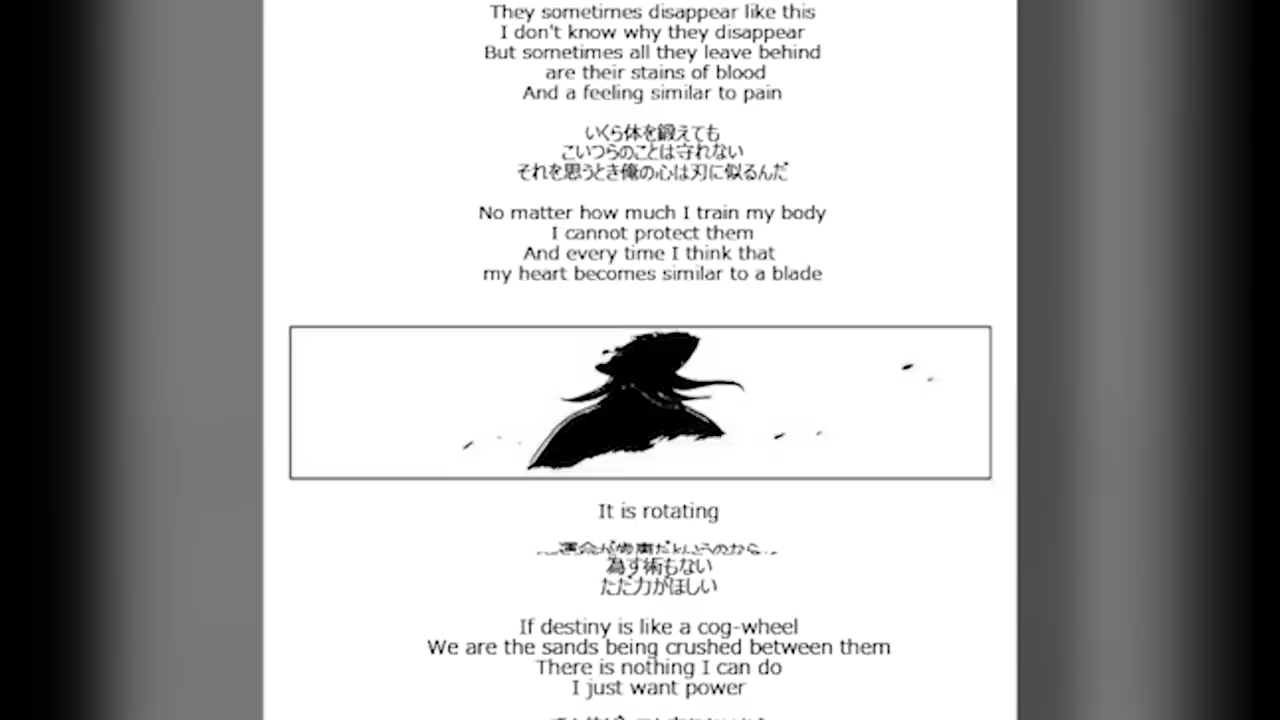 They sometimes disappear like this
I don't know why they disappear
But sometimes all they leave behind
are their stains of blood
And a feeling similar to pain
いくら体を鍛えても
こいつらのことは守れない
それを思うとき俺の心は刃に似るんだ
No matter how much I train my body
I cannot protect them
And every time I think that
my heart becomes similar to a blade
It is rotating
為す術もない
ただ力がほしい
If destiny is like a cog-wheel
We are the sands being crushed between them
There is nothing I can do
I just want power